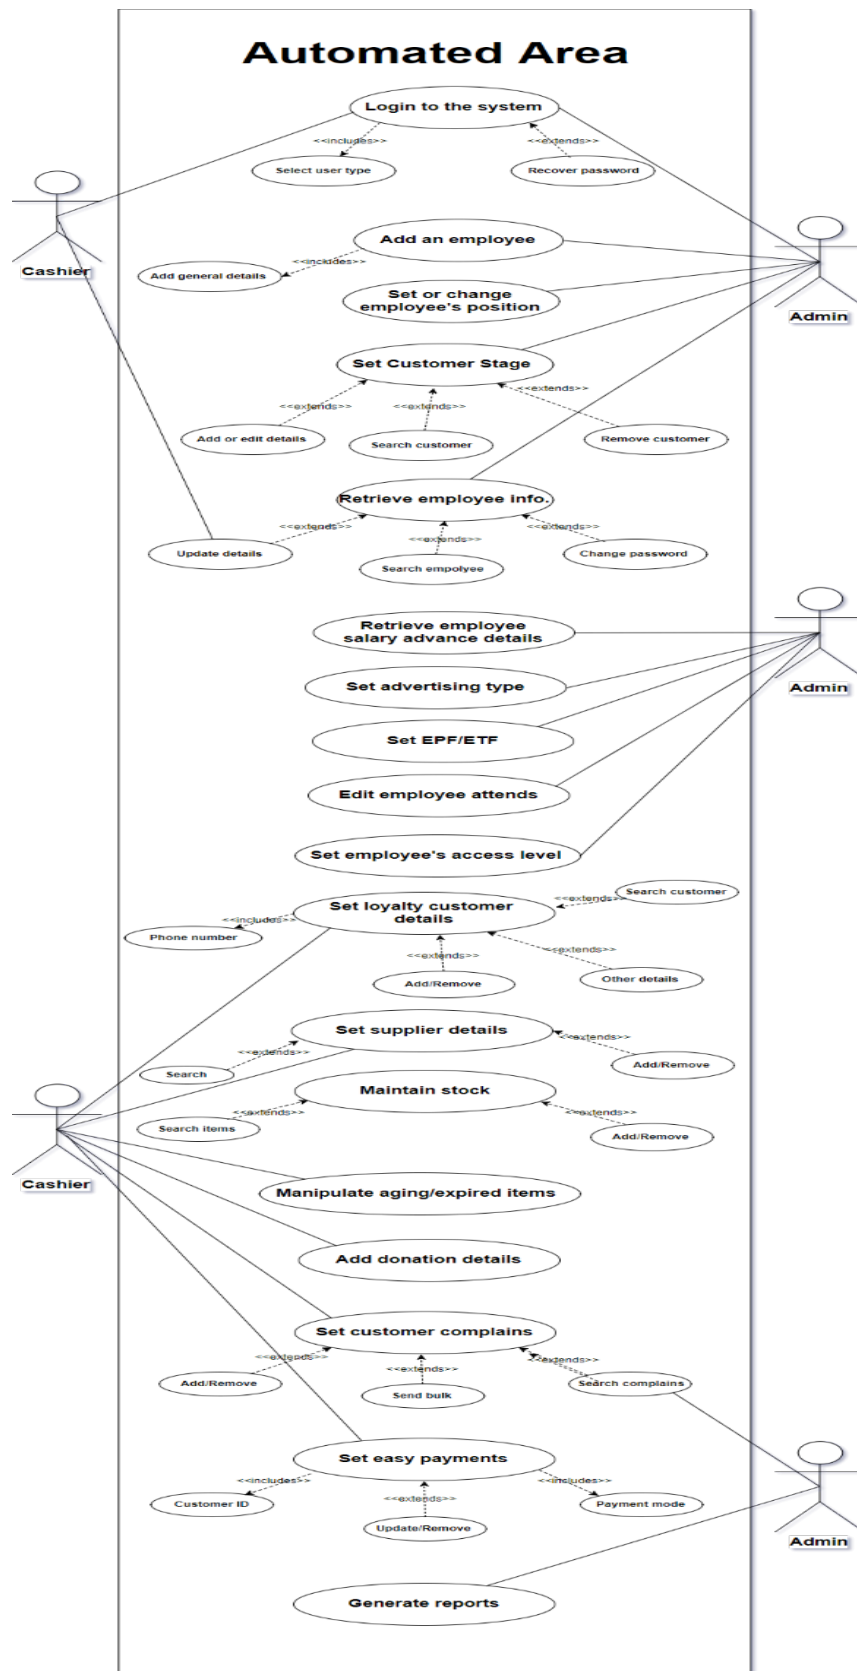 Automated Area
Login to the system
<<includes>>
<<extends>>
Select user type
Recover password
Cashier
Add an employee
<<includes>>
Add general details
Set or change
employee's position
Admin
Set Customer Stage
<<extends>>
<<extends>>
<<extends>>
Add or edit details
Search customer
Remove customer
Retrieve employee info.
<<extends>>
<<extends>>
<<extends>>
Update details
Search empolyee
Change password
Retrieve employee
salary advance details
Set advertising type
Admin
Set EPF/ETF
Edit employee attends
Set employee's access level
Search customer
<<extends>>
Set loyalty customer
details
<<includes>>
Phone number
<<extends>>
<<extends>>
Add/Remove
Other details
Set supplier details
<<extends>>
<<extends>>
Search
Add/Remove
Maintain stock
<<extends>>
<<extends>>
Search items
Add/Remove
Cashier
Manipulate aging/expired items
Add donation details
Set customer complains
<<extends>>
<<extends>>
<<extends>>
Add/Remove
Send bulk
Search complains
Set easy payments
<<includes>>
<<extends>>
<<includes>>
Customer ID
Update/Remove
Payment mode
Admin
Generate reports